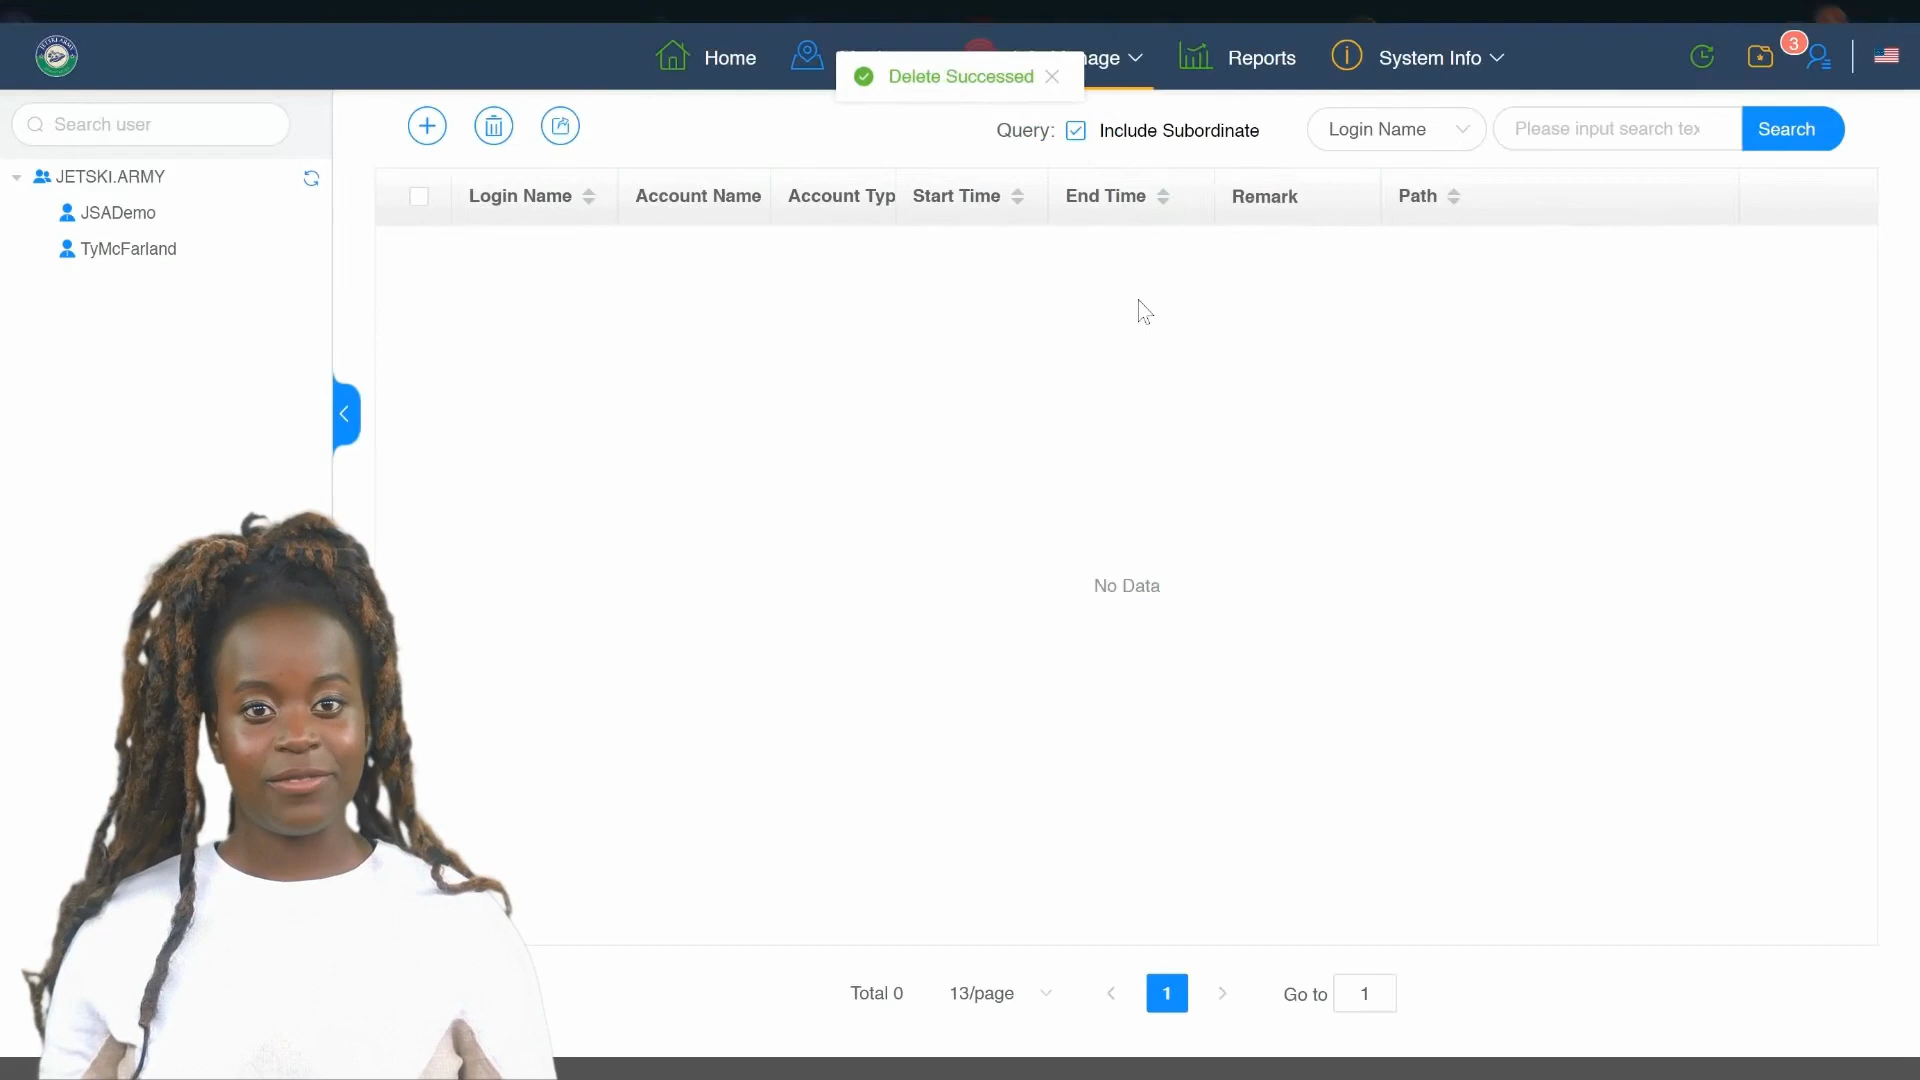 Home
nage
Reports
System Info
3
Delete Successed
Search user
Query:
Include Subordinate
Login Name
Please input search tex
Search
JETSKI.ARMY
JSADemo
TyMcFarland
Login Name
Account Name
Account Typ
Start Time
End Time
Remark
Path
No Data
Total 0
13/page
1
Go to
1